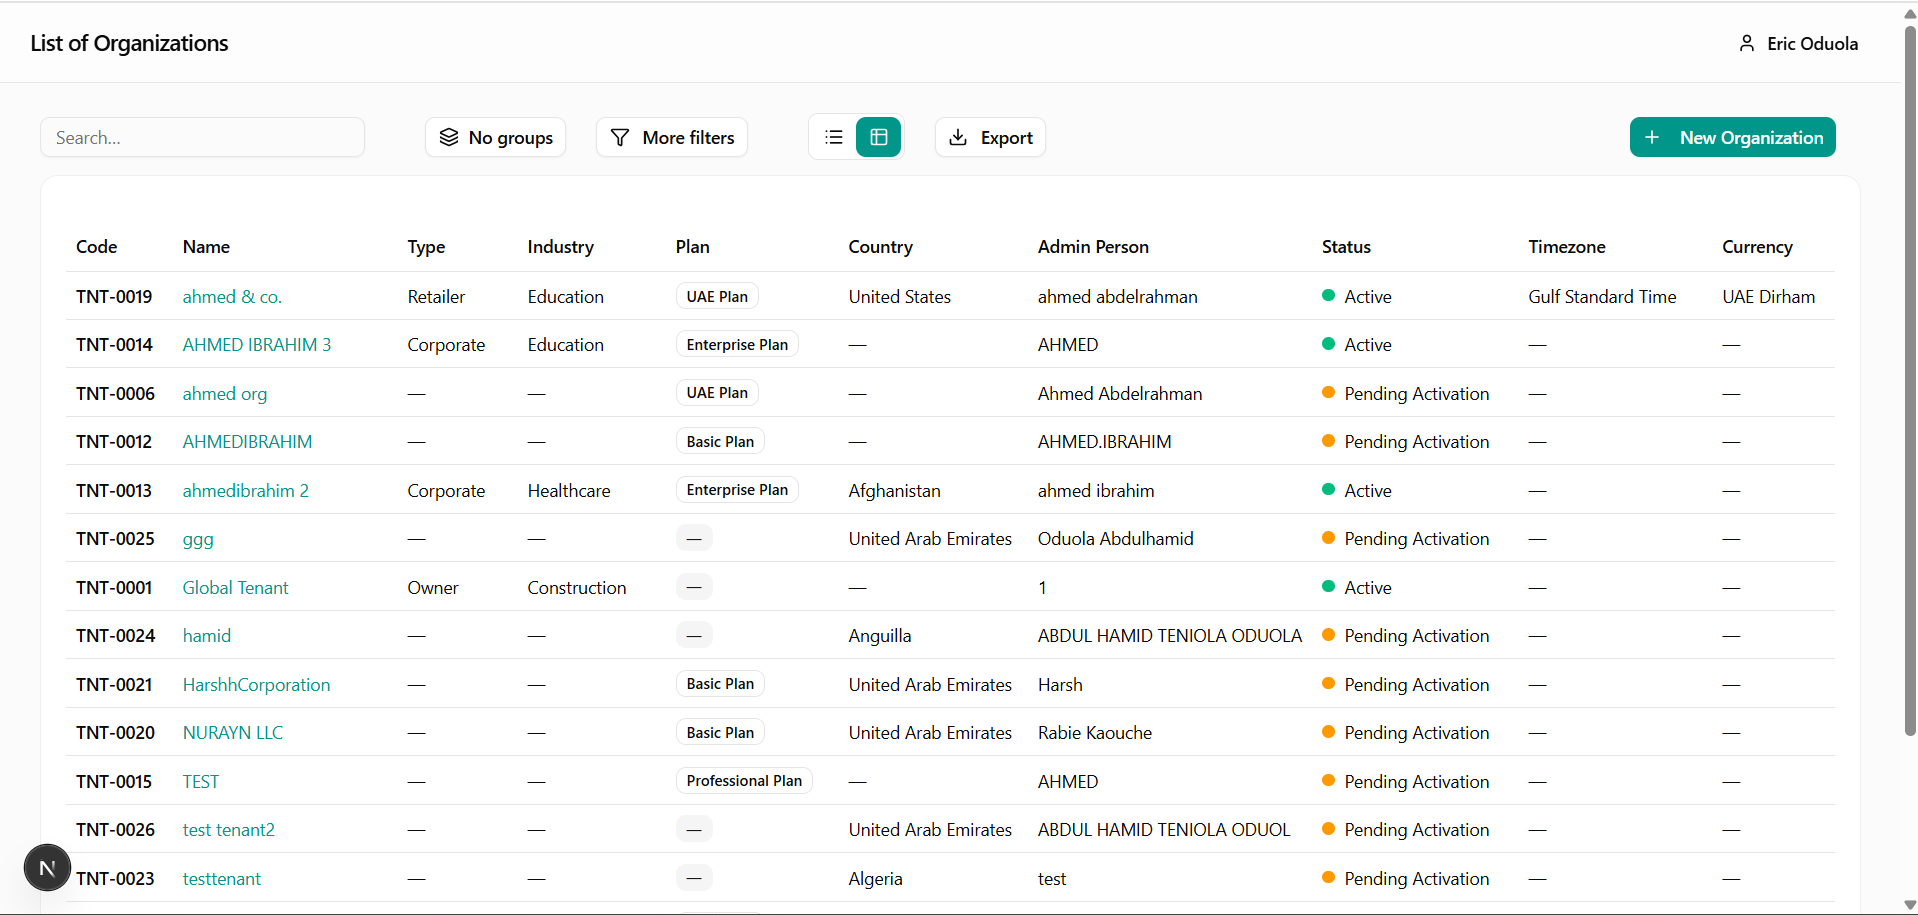 List of Organizations
Eric Oduola
Search...
No groups
More filters
Export
+ New Organization
Code Name Type Industry Plan Country Admin Person Status Timezone Currency
TNT-0019 ahmed & co. Retailer Education UAE Plan United States ahmed abdelrahman Active Gulf Standard Time UAE Dirham
TNT-0014 AHMED IBRAHIM 3 Corporate Education Enterprise Plan — AHMED Active — —
TNT-0006 ahmed org — — UAE Plan — Ahmed Abdelrahman Pending Activation — —
TNT-0012 AHMEDIBRAHIM — — Basic Plan — AHMED.IBRAHIM Pending Activation — —
TNT-0013 ahmedibrahim 2 Corporate Healthcare Enterprise Plan Afghanistan ahmed ibrahim Active — —
TNT-0025 ggg — — — United Arab Emirates Oduola Abdulhamid Pending Activation — —
TNT-0001 Global Tenant Owner Construction — — 1 Active — —
TNT-0024 hamid — — — Anguilla ABDUL HAMID TENIOLA ODUOLA Pending Activation — —
TNT-0021 HarshhCorporation — — Basic Plan United Arab Emirates Harsh Pending Activation — —
TNT-0020 NURAYN LLC — — Basic Plan United Arab Emirates Rabie Kaouche Pending Activation — —
TNT-0015 TEST — — Professional Plan — AHMED Pending Activation — —
TNT-0026 test tenant2 — — — United Arab Emirates ABDUL HAMID TENIOLA ODUOL Pending Activation — —
N
TNT-0023 testtenant — — — Algeria test Pending Activation — —